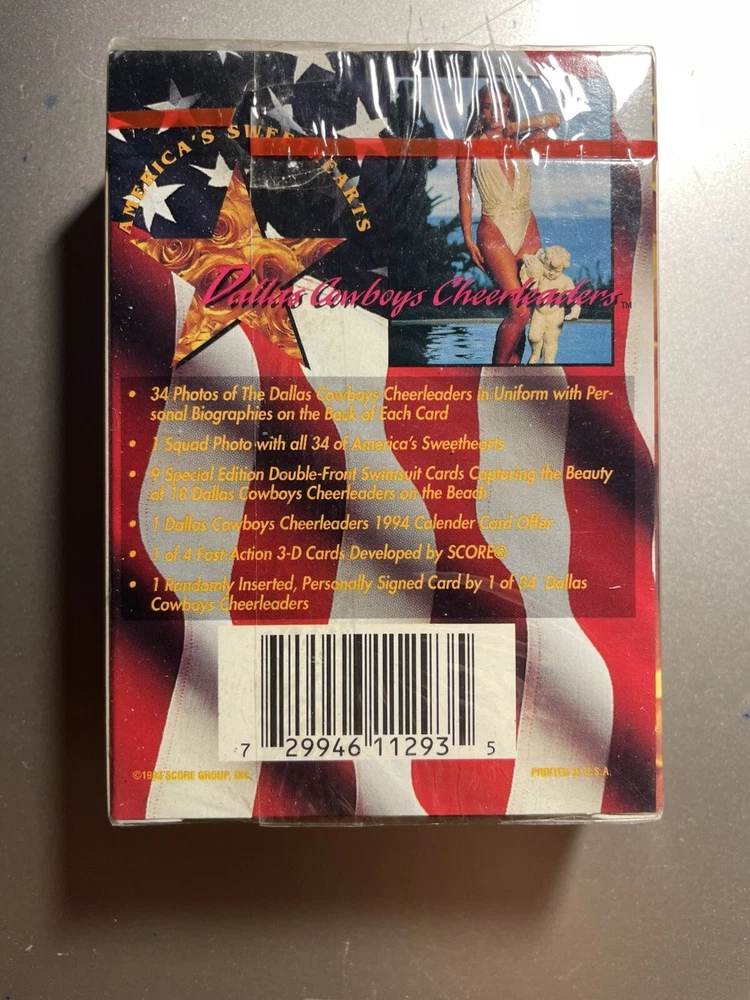 AMERICA'S SWEETHEARTS
Dallas Cowboys Cheerleaders™
• 34 Photos of The Dallas Cowboys Cheerleaders in Uniform with Per-
sonal Biographies on the Back of Each Card
• 1 Squad Photo with all 34 of America's Sweethearts
• 9 Special Edition Double-Front Swimsuit Cards Capturing the Beauty
of 18 Dallas Cowboys Cheerleaders on the Beach
• 1 Dallas Cowboys Cheerleaders 1994 Calender Card Offer
• 1 of 4 Fast-Action 3-D Cards Developed by SCORE®
• 1 Randomly Inserted, Personally Signed Card by 1 of 34 Dallas
Cowboys Cheerleaders
7 29946 11293 5
SCORE GROUP, INC.
PRINTED IN U.S.A.